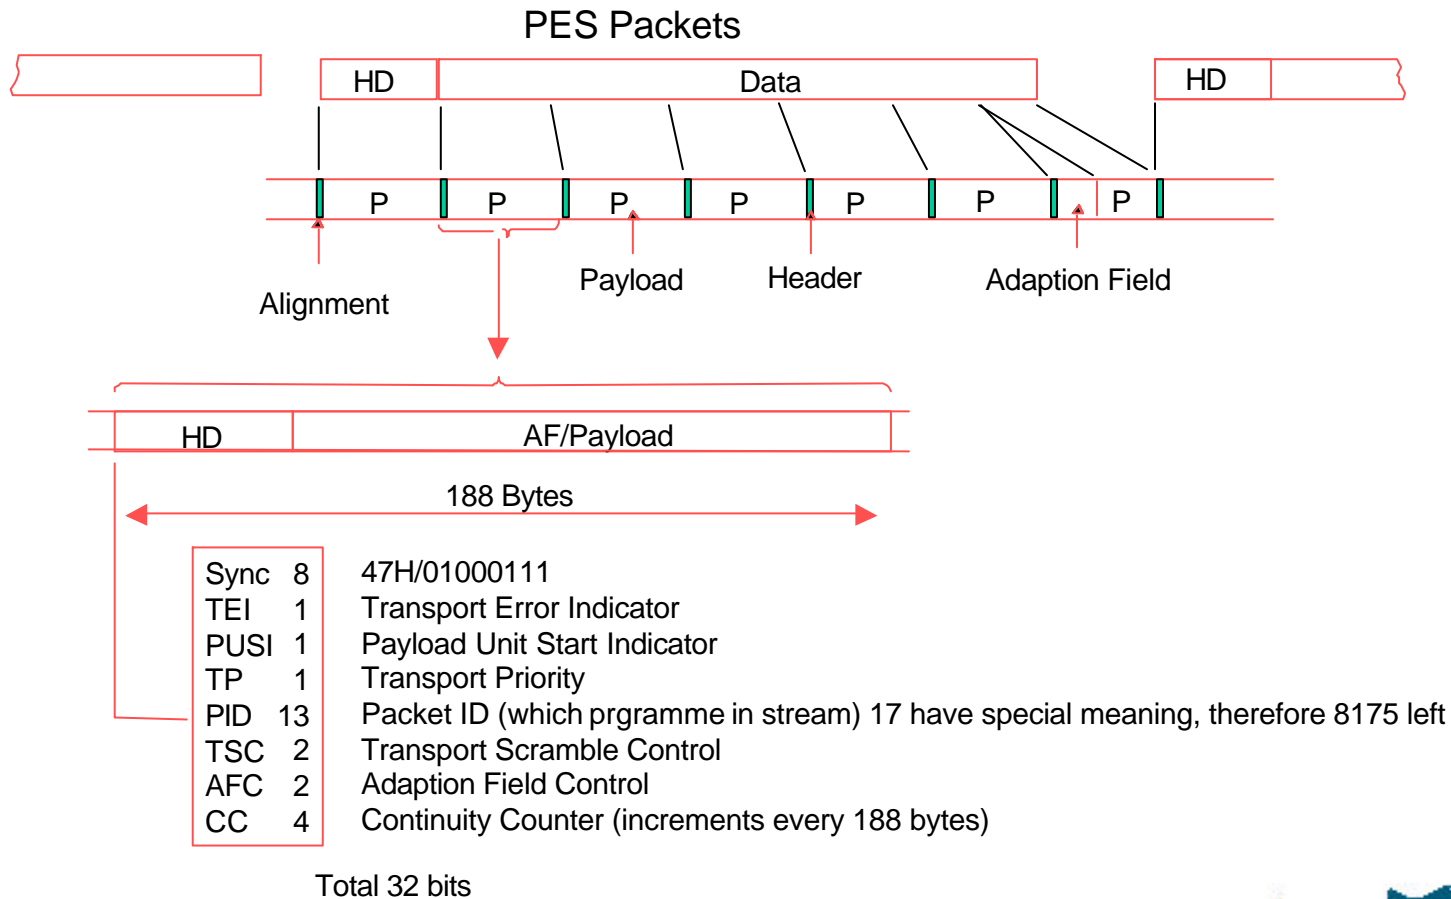 PES Packets
HD Data HD
P P P P P P P
Alignment Payload Header Adaption Field
HD AF/Payload
188 Bytes
Sync 8 47H/01000111
TEI 1 Transport Error Indicator
PUSI 1 Payload Unit Start Indicator
TP 1 Transport Priority
PID 13 Packet ID (which prgramme in stream) 17 have special meaning, therefore 8175 left
TSC 2 Transport Scramble Control
AFC 2 Adaption Field Control
CC 4 Continuity Counter (increments every 188 bytes)
Total 32 bits